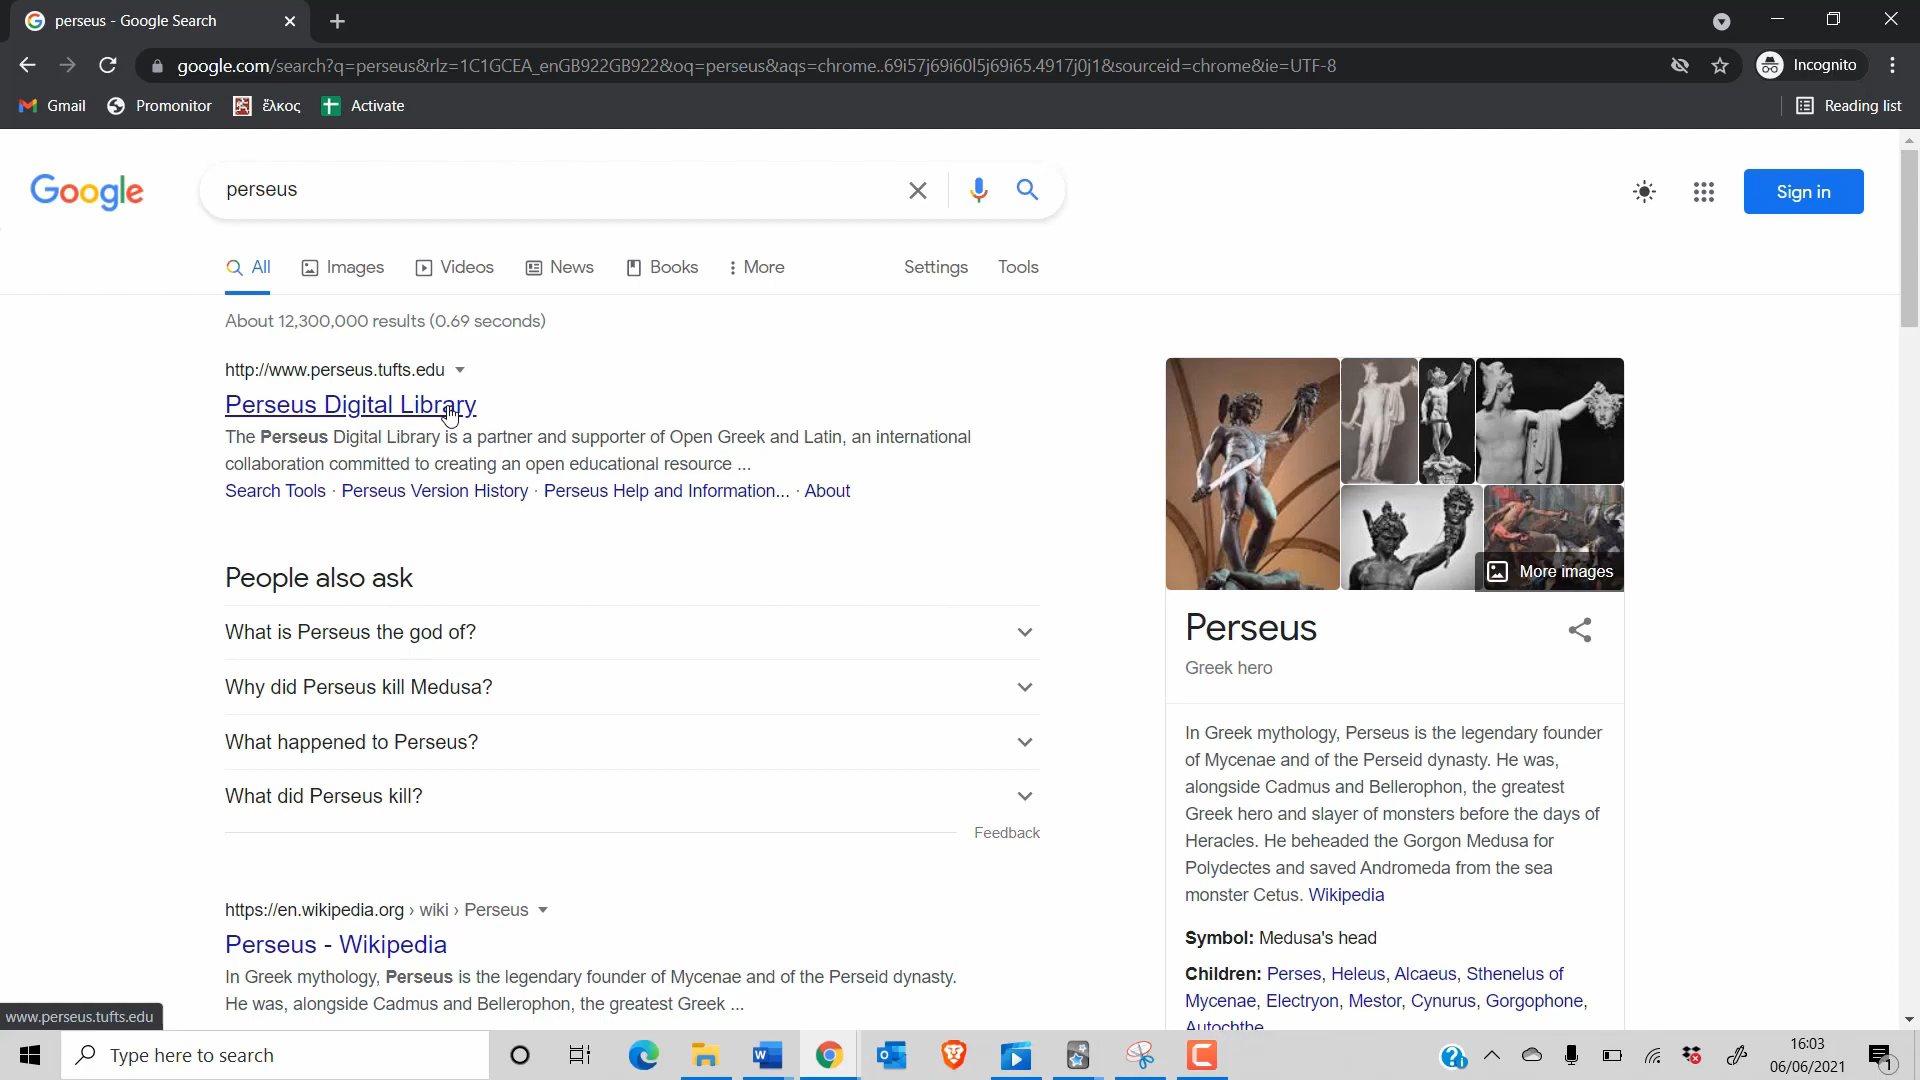 perseus - Google Search
google.com/search?q=perseus&rlz=1C1GCEA_enGB922GB922&oq=perseus&aqs=chrome..69i57j69i60l5j69i65.4917j0j1&sourceid=chrome&ie=UTF-8
Incognito
Gmail
Promonitor
ἕλκος
Activate
Reading list
Google
perseus
Sign in
All
Images
Videos
News
Books
More
Settings
Tools
About 12,300,000 results (0.69 seconds)
http://www.perseus.tufts.edu
Perseus Digital Library
The Perseus Digital Library is a partner and supporter of Open Greek and Latin, an international
collaboration committed to creating an open educational resource ...
Search Tools · Perseus Version History · Perseus Help and Information... · About
People also ask
What is Perseus the god of?
Why did Perseus kill Medusa?
What happened to Perseus?
What did Perseus kill?
Feedback
https://en.wikipedia.org › wiki › Perseus
Perseus - Wikipedia
In Greek mythology, Perseus is the legendary founder of Mycenae and of the Perseid dynasty.
He was, alongside Cadmus and Bellerophon, the greatest Greek ...
More images
Perseus
Greek hero
In Greek mythology, Perseus is the legendary founder
of Mycenae and of the Perseid dynasty. He was,
alongside Cadmus and Bellerophon, the greatest
Greek hero and slayer of monsters before the days of
Heracles. He beheaded the Gorgon Medusa for
Polydectes and saved Andromeda from the sea
monster Cetus. Wikipedia
Symbol: Medusa's head
Children: Perses, Heleus, Alcaeus, Sthenelus of
Mycenae, Electryon, Mestor, Cynurus, Gorgophone,
Autochthe
www.perseus.tufts.edu
Type here to search
16:03
06/06/2021
1